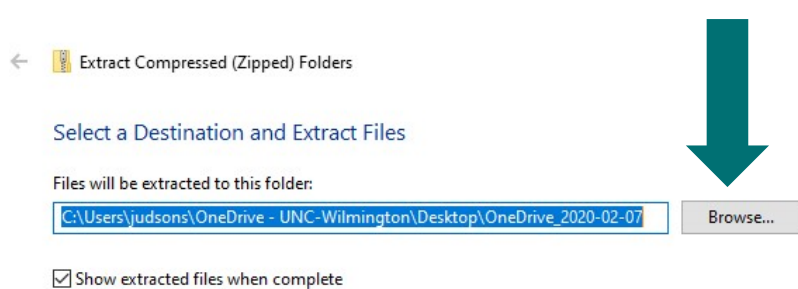 Extract Compressed (Zipped) Folders
Select a Destination and Extract Files
Files will be extracted to this folder:
C:\Users\judsons\OneDrive - UNC-Wilmington\Desktop\OneDrive_2020-02-07 Browse...
Show extracted files when complete